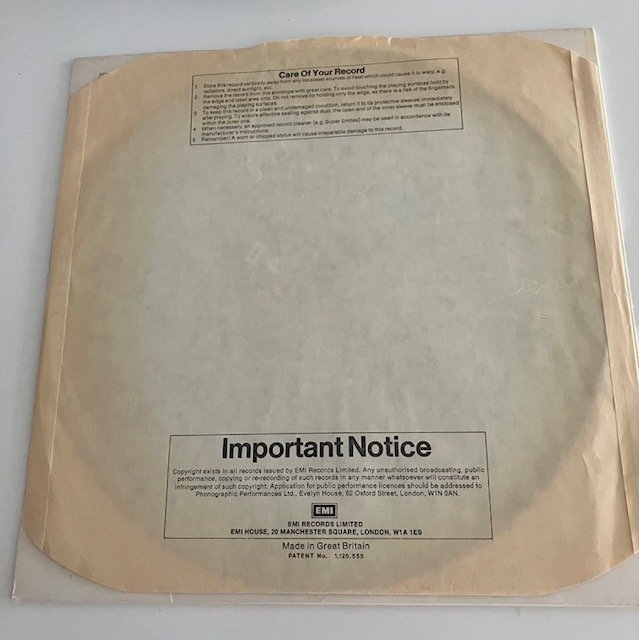 Care Of Your Record
1 Store this record vertically away from any localised sources of heat which could cause it to warp, e.g.
radiators, direct sunlight, etc.
2 Remove the record from this envelope with great care. To avoid touching the playing surfaces hold by
the edge and label area only. Do not remove by holding only the edge, as there is a risk of the fingernails
damaging the playing surfaces.
3 To keep this record in a clean and undamaged condition, return it to its protective sleeves immediately
after playing. To ensure effective sealing against dust, the open end of the inner sleeve must be enclosed
within the outer one.
4 When necessary, an approved record cleaner (e.g. Super Emitex) may be used in accordance with its
manufacturer's instructions.
5 Remember! A worn or chipped stylus will cause irreparable damage to this record.
Important Notice
Copyright exists in all records issued by EMI Records Limited. Any unauthorised broadcasting, public
performance, copying or re-recording of such records in any manner whatsoever will constitute an
infringement of such copyright. Application for public performance licences should be addressed to
Phonographic Performances Ltd., Evelyn House, 62 Oxford Street, London, W1N 0AN.
EMI
EMI RECORDS LIMITED
EMI HOUSE, 20 MANCHESTER SQUARE, LONDON, W1A 1ES
Made in Great Britain
PATENT No. 1,125,555